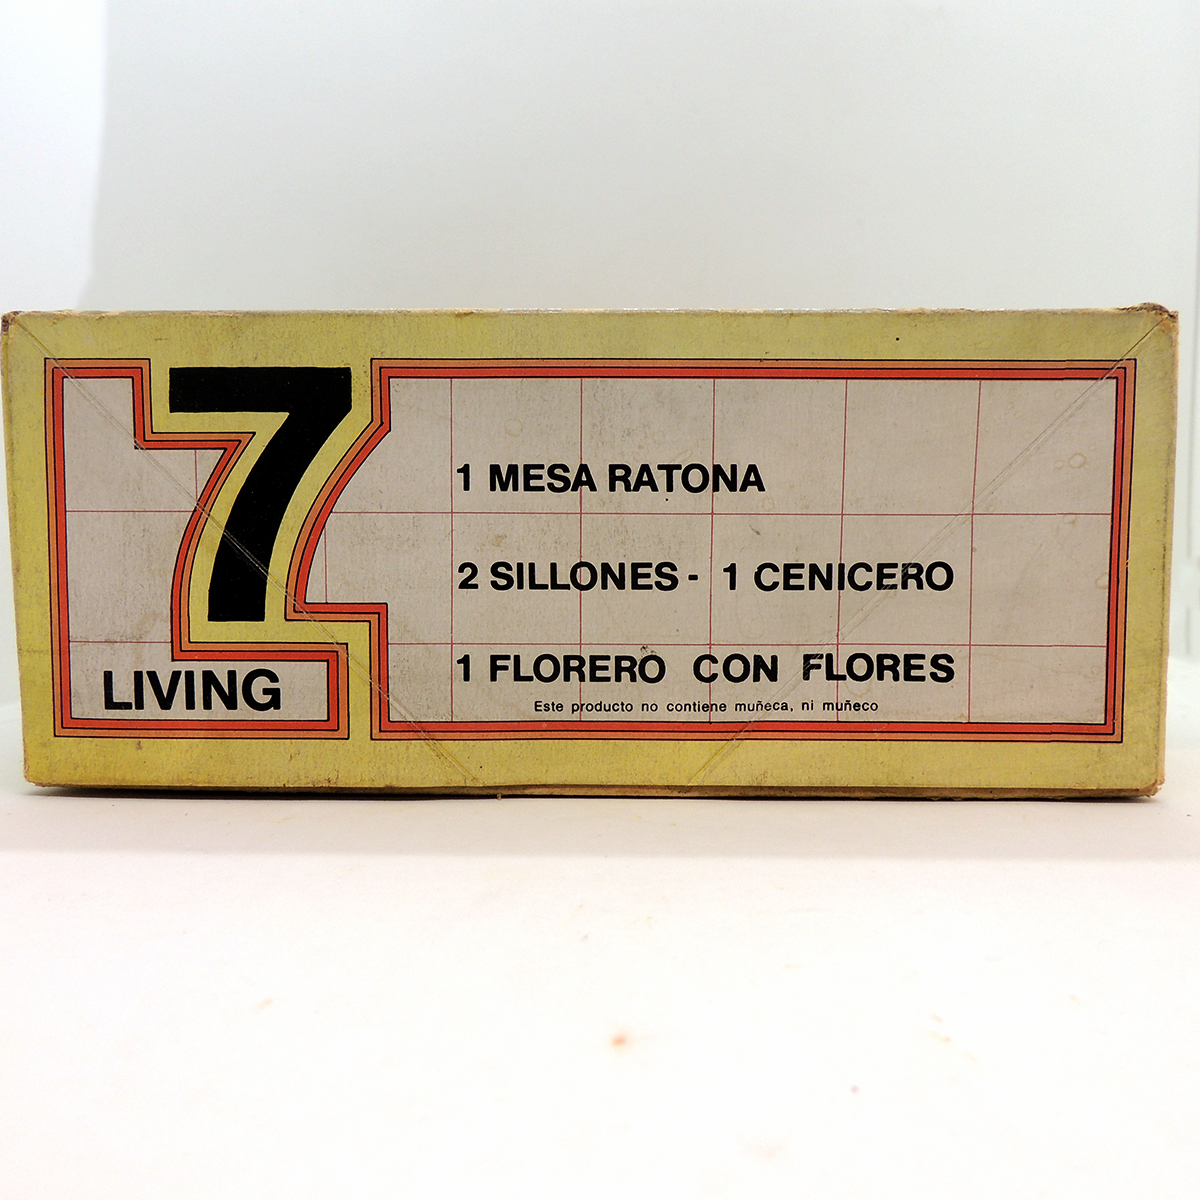 7
LIVING
1 MESA RATONA
2 SILLONES - 1 CENICERO
1 FLORERO CON FLORES
Este producto no contiene muñeca, ni muñeco